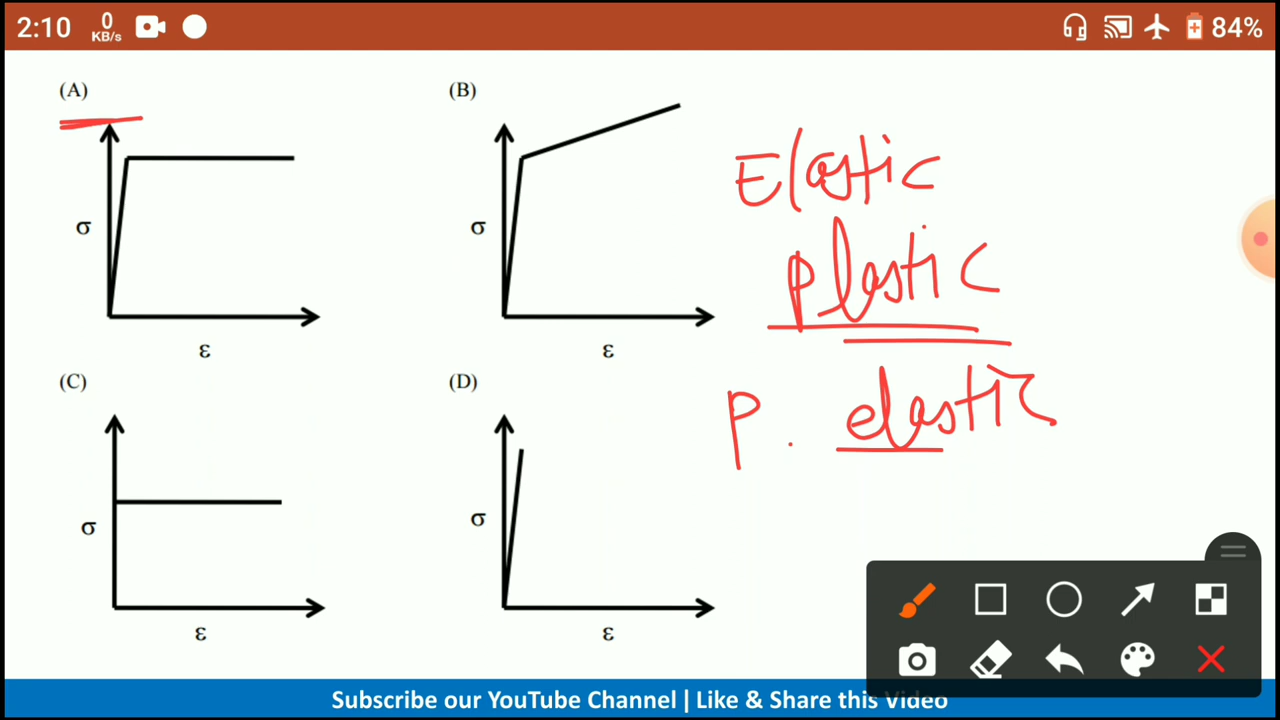 2:10 0 KB/s 84%
(A) (B)
σ σ
ε ε
(C) (D)
σ σ
ε ε
Elastic
plastic
P. elastic
Subscribe our YouTube Channel | Like & Share this Video